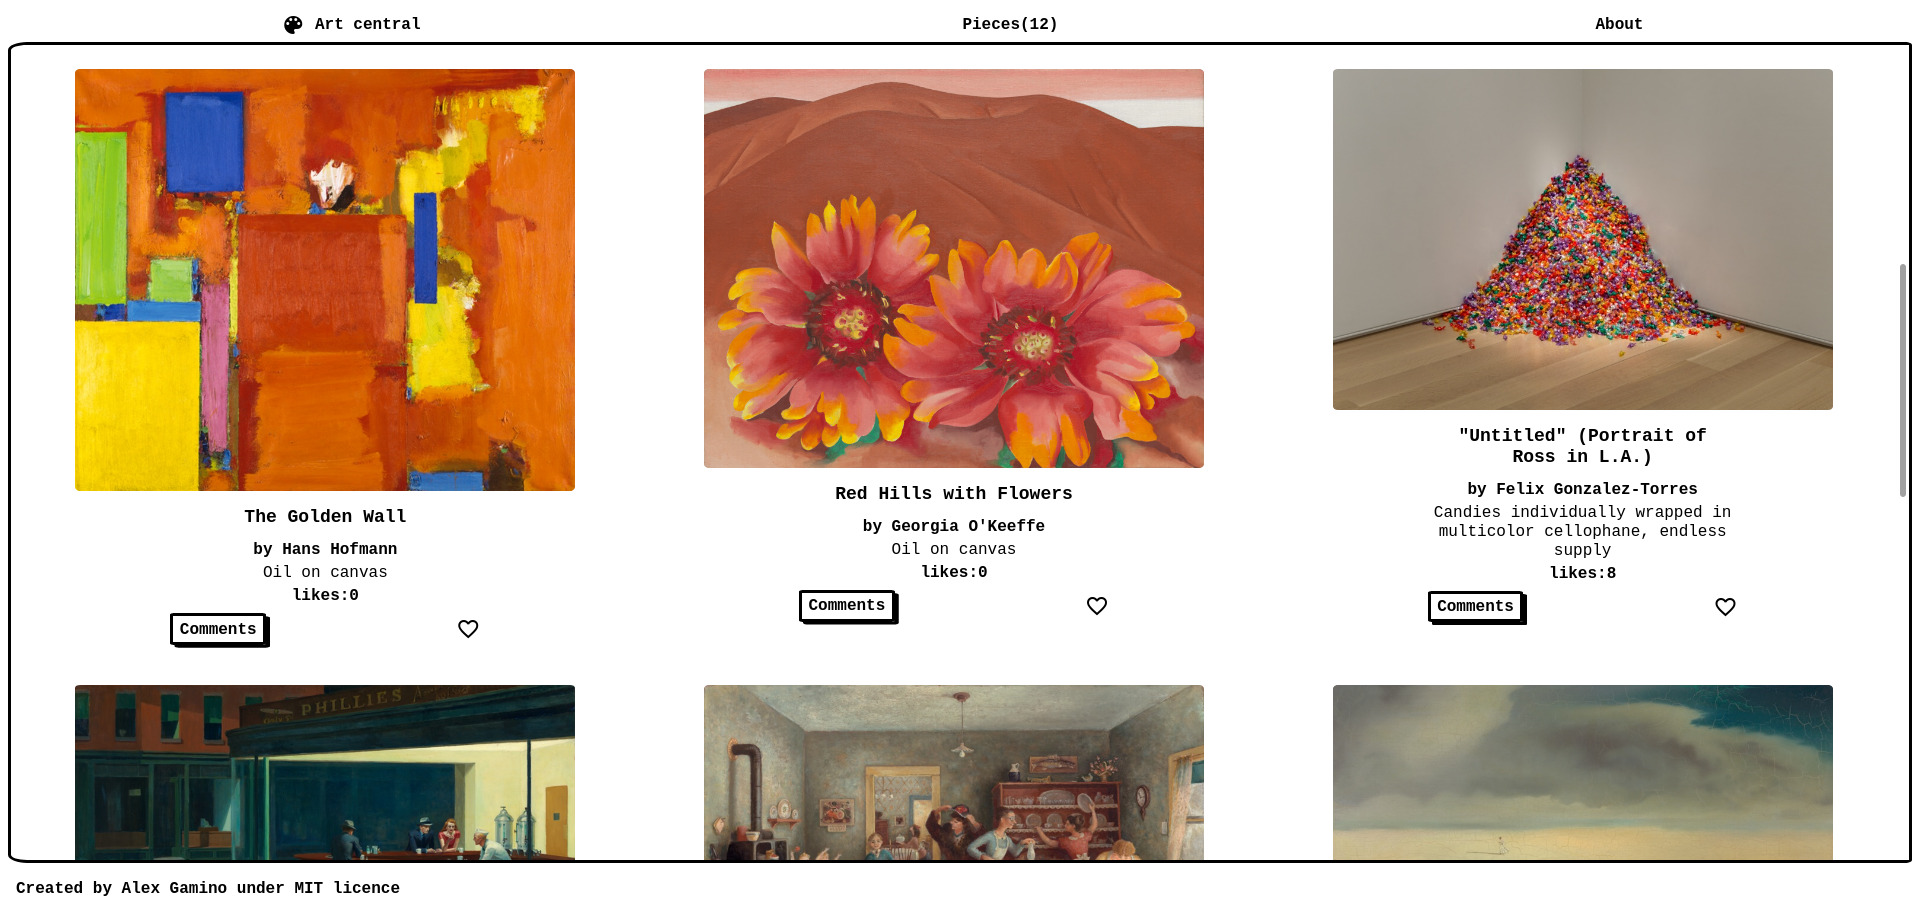 Art central
Pieces(12)
About
The Golden Wall
by Hans Hofmann
Oil on canvas
likes:0
Comments
Red Hills with Flowers
by Georgia O'Keeffe
Oil on canvas
likes:0
Comments
"Untitled" (Portrait of
Ross in L.A.)
by Felix Gonzalez-Torres
Candies individually wrapped in
multicolor cellophane, endless
supply
likes:8
Comments
PHILLIES
Created by Alex Gamino under MIT licence